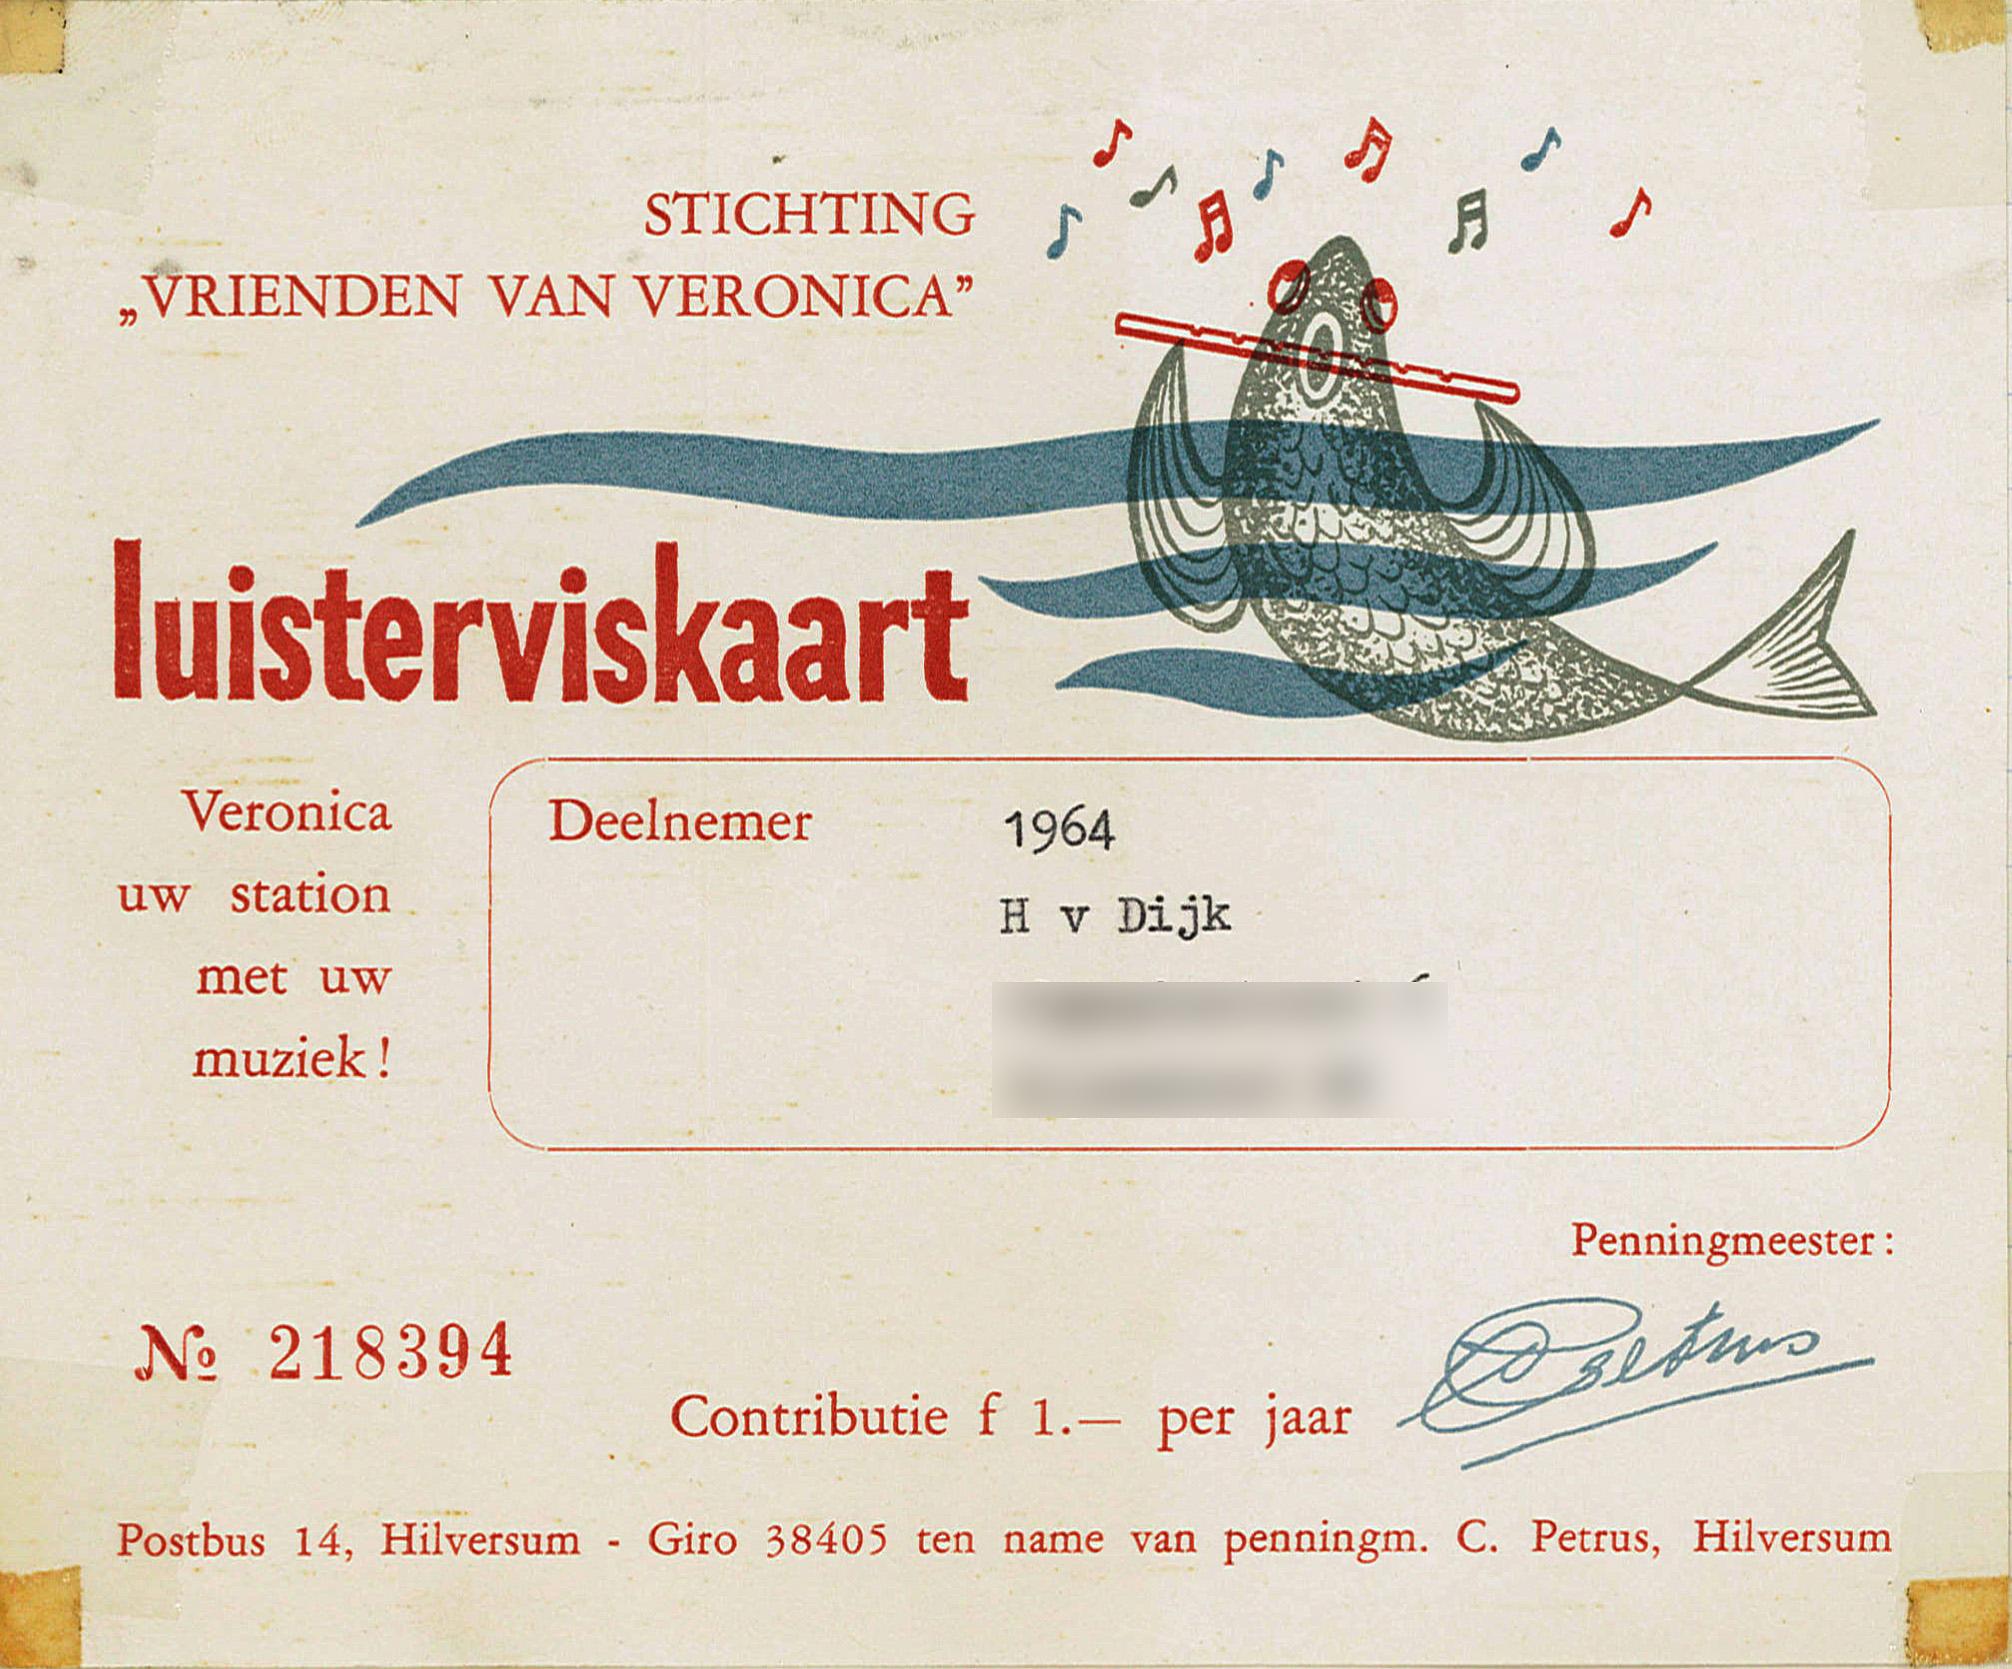 STICHTING
„VRIENDEN VAN VERONICA”
luisterviskaart
Veronica
uw station
met uw
muziek!
Deelnemer 1964
H v Dijk
Penningmeester:
№ 218394
Contributie f 1.— per jaar
Postbus 14, Hilversum - Giro 38405 ten name van penningm. C. Petrus, Hilversum